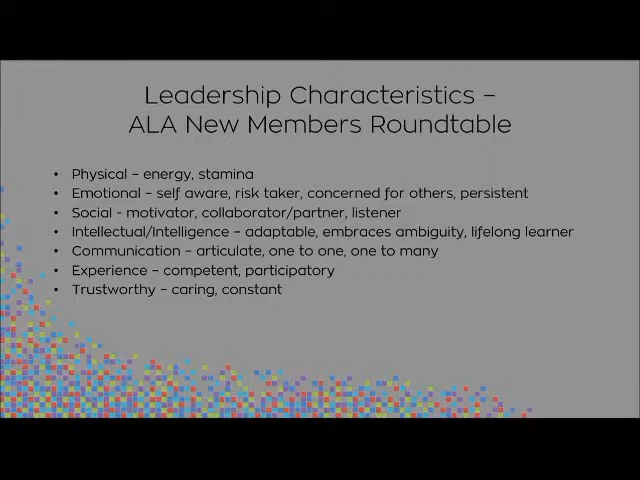 Leadership Characteristics –
ALA New Members Roundtable
• Physical – energy, stamina
• Emotional – self aware, risk taker, concerned for others, persistent
• Social - motivator, collaborator/partner, listener
• Intellectual/Intelligence – adaptable, embraces ambiguity, lifelong learner
• Communication – articulate, one to one, one to many
• Experience – competent, participatory
• Trustworthy – caring, constant